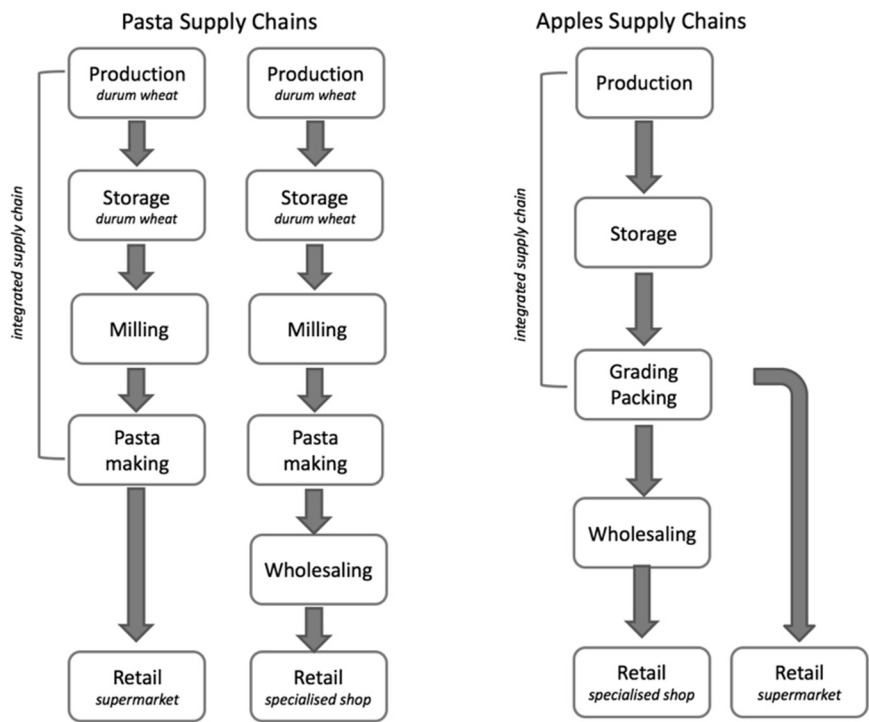 Pasta Supply Chains
integrated supply chain
Production
durum wheat
Storage
durum wheat
Milling
Pasta
making
Retail
supermarket
Production
durum wheat
Storage
durum wheat
Milling
Pasta
making
Wholesaling
Retail
specialised shop
Apples Supply Chains
integrated supply chain
Production
Storage
Grading
Packing
Wholesaling
Retail
specialised shop
Retail
supermarket